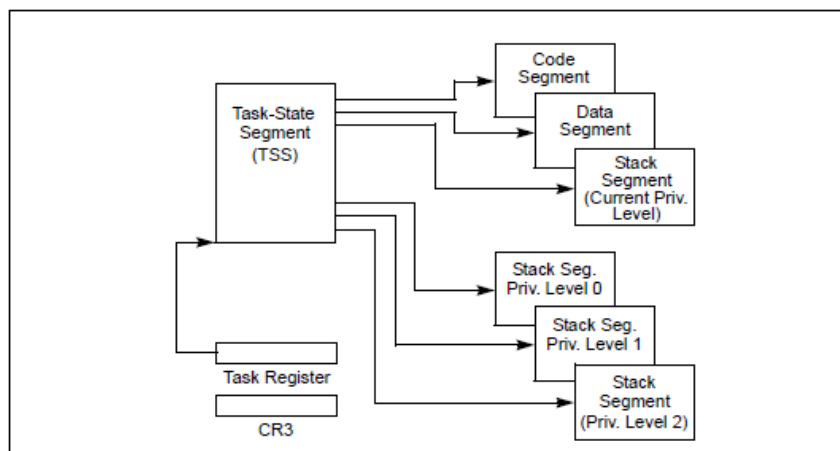 Code
Segment
Task-State
Segment
(TSS)
Data
Segment
Stack
Segment
(Current Priv.
Level)
Stack Seg.
Priv. Level 0
Stack Seg.
Priv. Level 1
Task Register
Stack
Segment
(Priv. Level 2)
CR3